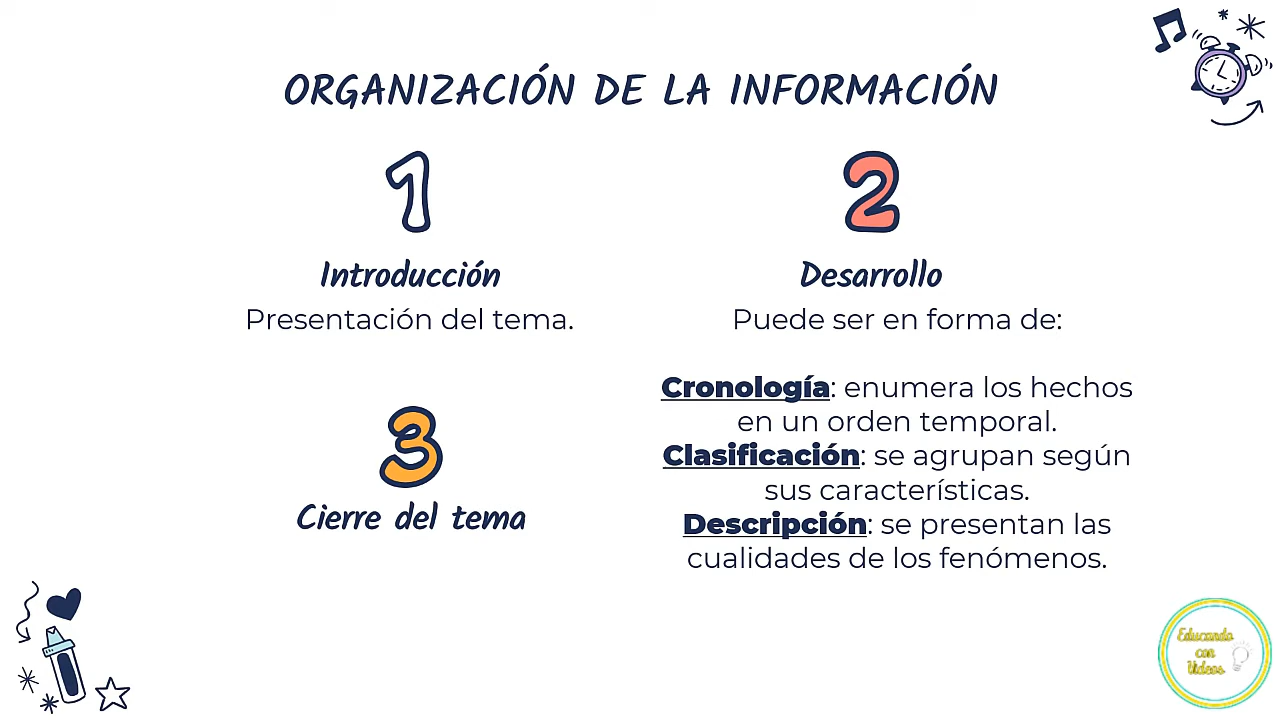 ORGANIZACIÓN DE LA INFORMACIÓN
1
Introducción
Presentación del tema.
2
Desarrollo
Puede ser en forma de:
Cronología: enumera los hechos
en un orden temporal.
Clasificación: se agrupan según
sus características.
Descripción: se presentan las
cualidades de los fenómenos.
3
Cierre del tema
Educando
con
Videos